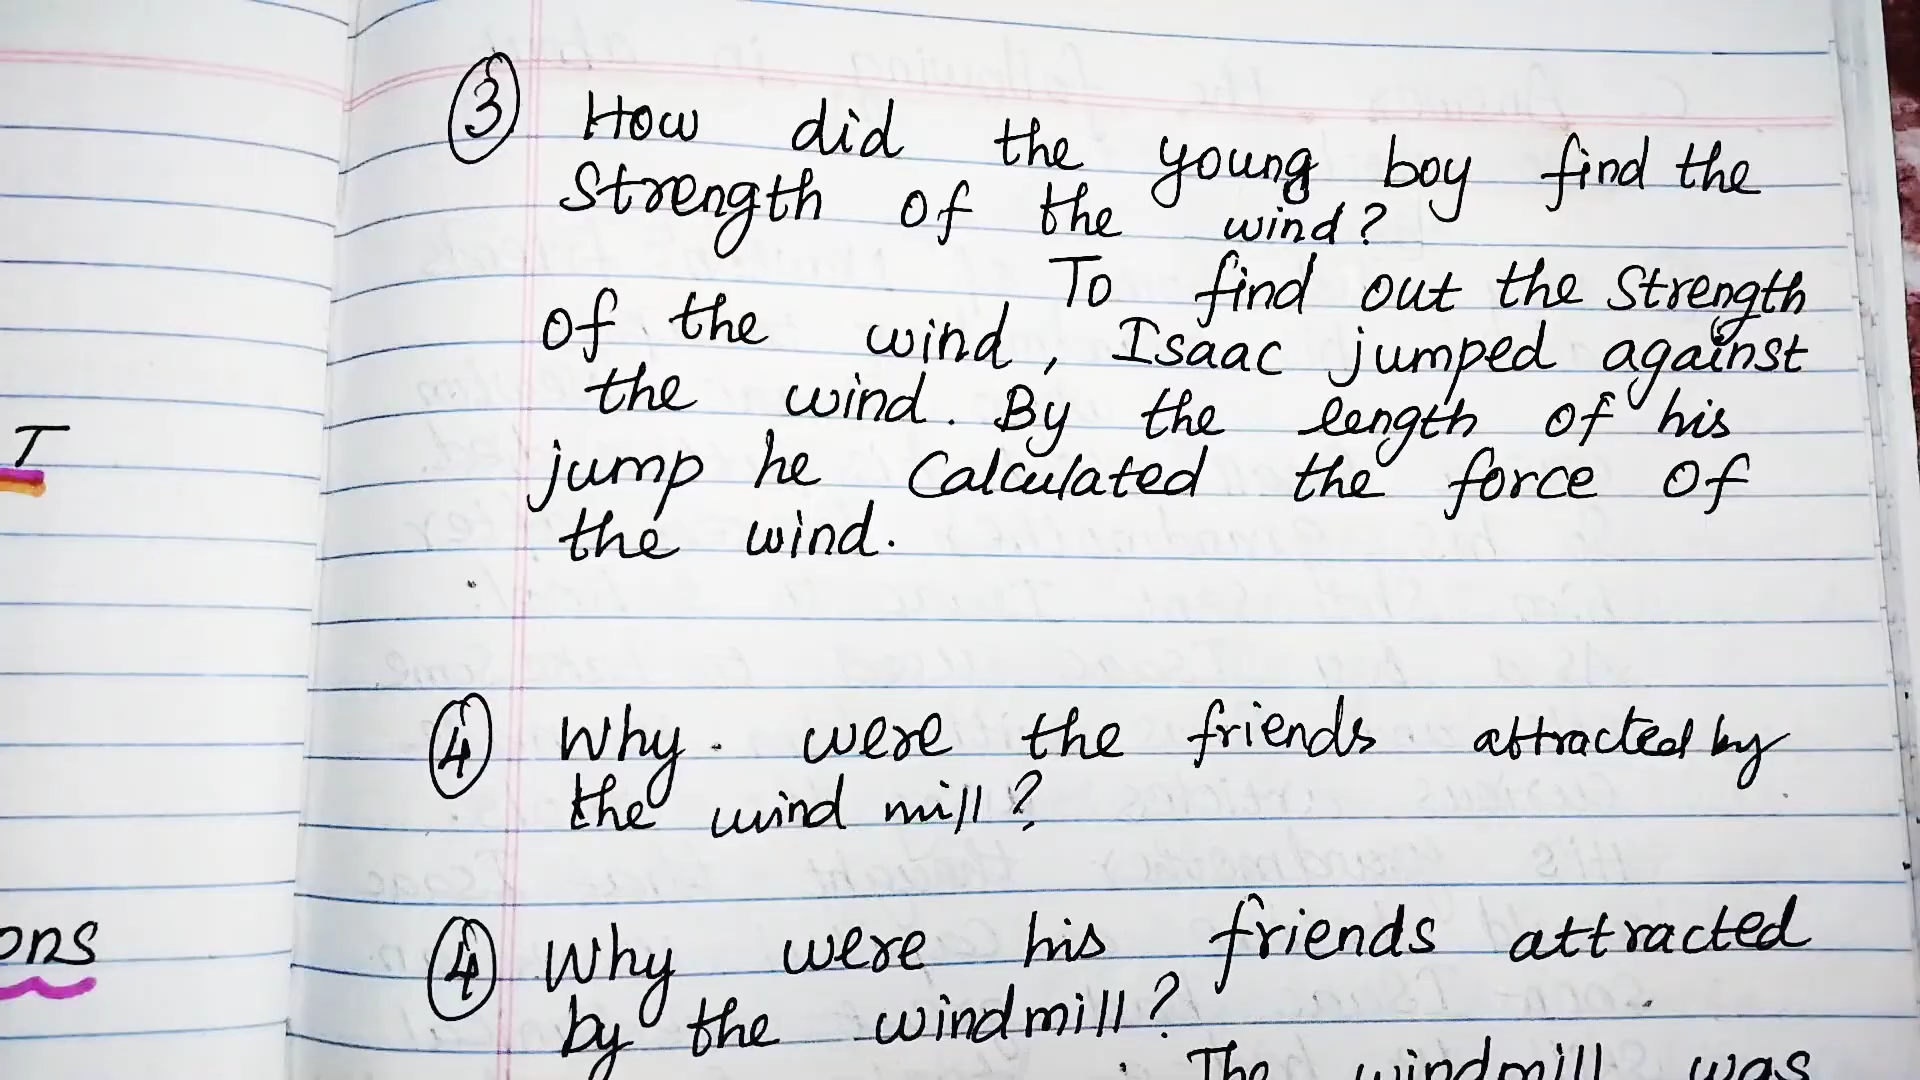 T
ons
③ How did the young boy find the
Strength of the wind?
To find out the Strength
of the wind, Isaac jumped against
the wind. By the length of his
jump he Calculated the force of
the wind.
④ Why. were the friends attracted by
the wind mill?
④ Why were his friends attracted
by the windmill?
The windmill was